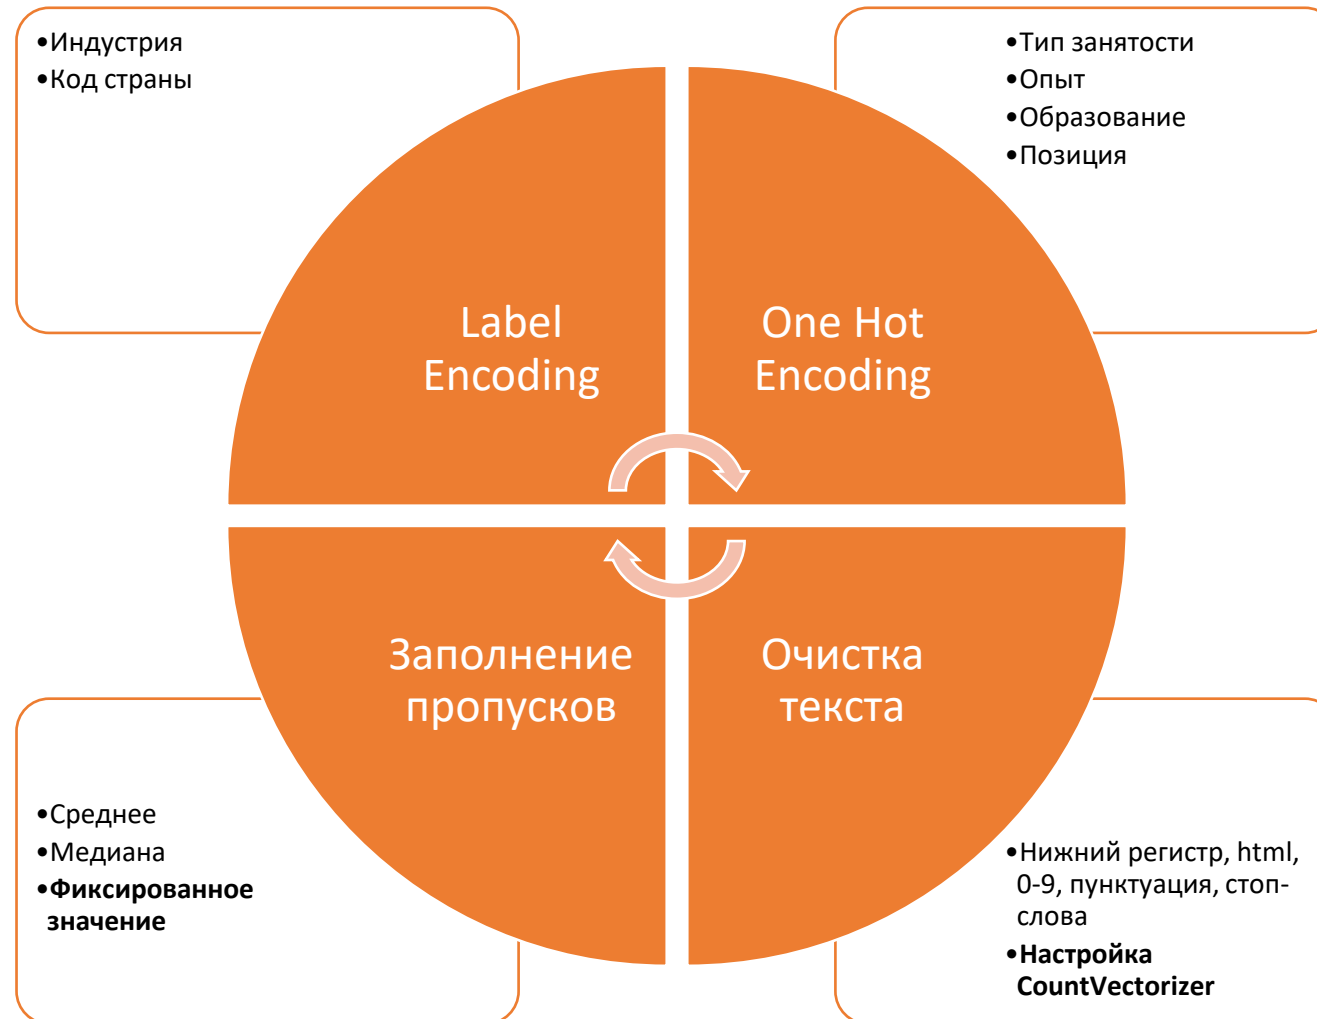 •Индустрия
•Код страны
•Тип занятости
•Опыт
•Образование
•Позиция
Label
Encoding
One Hot
Encoding
Заполнение
пропусков
Очистка
текста
•Среднее
•Медиана
•Фиксированное
значение
•Нижний регистр, html,
0-9, пунктуация, стоп-
слова
•Настройка
CountVectorizer